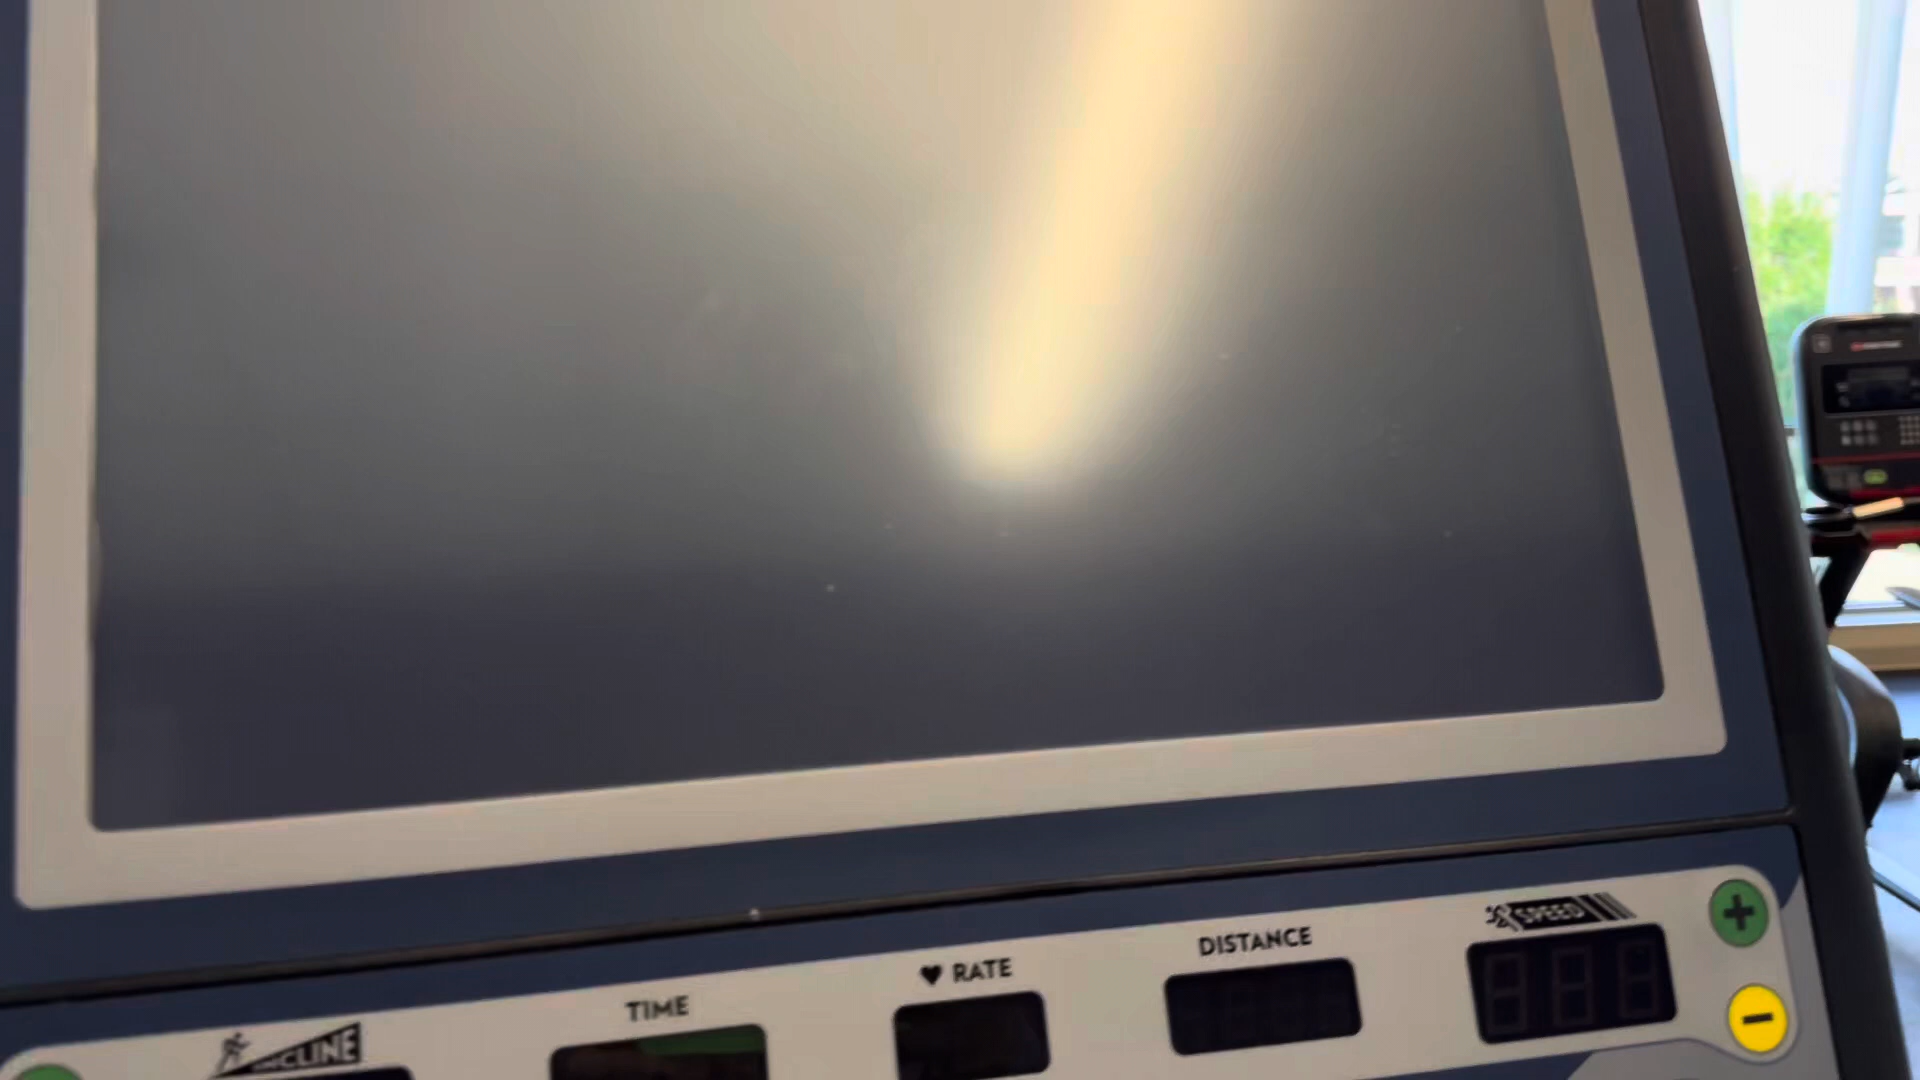 SPEED
DISTANCE
♥ RATE
TIME
INCLINE
+
-